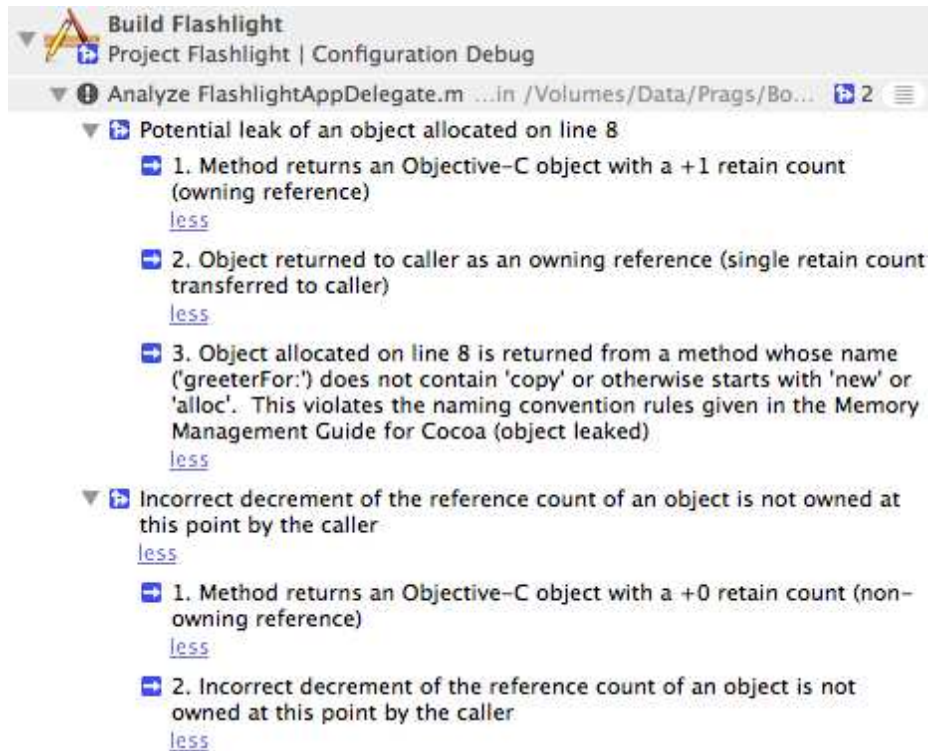 Build Flashlight
Project Flashlight | Configuration Debug
Analyze FlashlightAppDelegate.m ...in /Volumes/Data/Prags/Bo... 2
Potential leak of an object allocated on line 8
1. Method returns an Objective-C object with a +1 retain count
(owning reference)
less
2. Object returned to caller as an owning reference (single retain count
transferred to caller)
less
3. Object allocated on line 8 is returned from a method whose name
('greeterFor:') does not contain 'copy' or otherwise starts with 'new' or
'alloc'. This violates the naming convention rules given in the Memory
Management Guide for Cocoa (object leaked)
less
Incorrect decrement of the reference count of an object is not owned at
this point by the caller
less
1. Method returns an Objective-C object with a +0 retain count (non-
owning reference)
less
2. Incorrect decrement of the reference count of an object is not
owned at this point by the caller
less